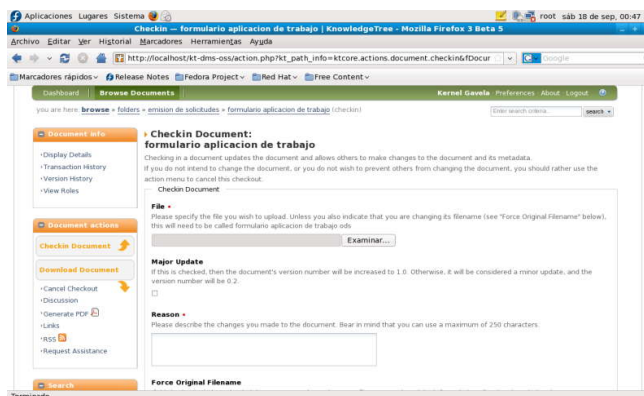 Aplicaciones Lugares Sistema root sáb 18 de sep, 00:47
Checkin — formulario aplicacion de trabajo | KnowledgeTree - Mozilla Firefox 3 Beta 5
Archivo Editar Ver Historial Marcadores Herramientas Ayuda
http://localhost/kt-dms-oss/action.php?kt_path_info=ktcore.actions.document.checkin&fDocur Google
Marcadores rápidos Release Notes Fedora Project Red Hat Free Content
Dashboard Browse Documents Kernel Gavela Preferences About Logout
you are here: browse » folders » emision de solicitudes » formulario aplicacion de trabajo (checkin) Enter search criteria... search
Document info
Display Details
Transaction History
Version History
View Roles
Document actions
Checkin Document
Download Document
Cancel Checkout
Discussion
Generate PDF
Links
RSS
Request Assistance
Search
Checkin Document:
formulario aplicacion de trabajo
Checking in a document updates the document and allows others to make changes to the document and its metadata.
If you do not intend to change the document, or you do not wish to prevent others from changing the document, you should rather use the
action menu to cancel this checkout.
Checkin Document
File
Please specify the file you wish to upload. Unless you also indicate that you are changing its filename (see "Force Original Filename" below),
this will need to be called formulario aplicacion de trabajo ods
Examinar...
Major Update
If this is checked, then the document's version number will be increased to 1.0. Otherwise, it will be considered a minor update, and the
version number will be 0.2.
Reason
Please describe the changes you made to the document. Bear in mind that you can use a maximum of 250 characters.
Force Original Filename
Terminado